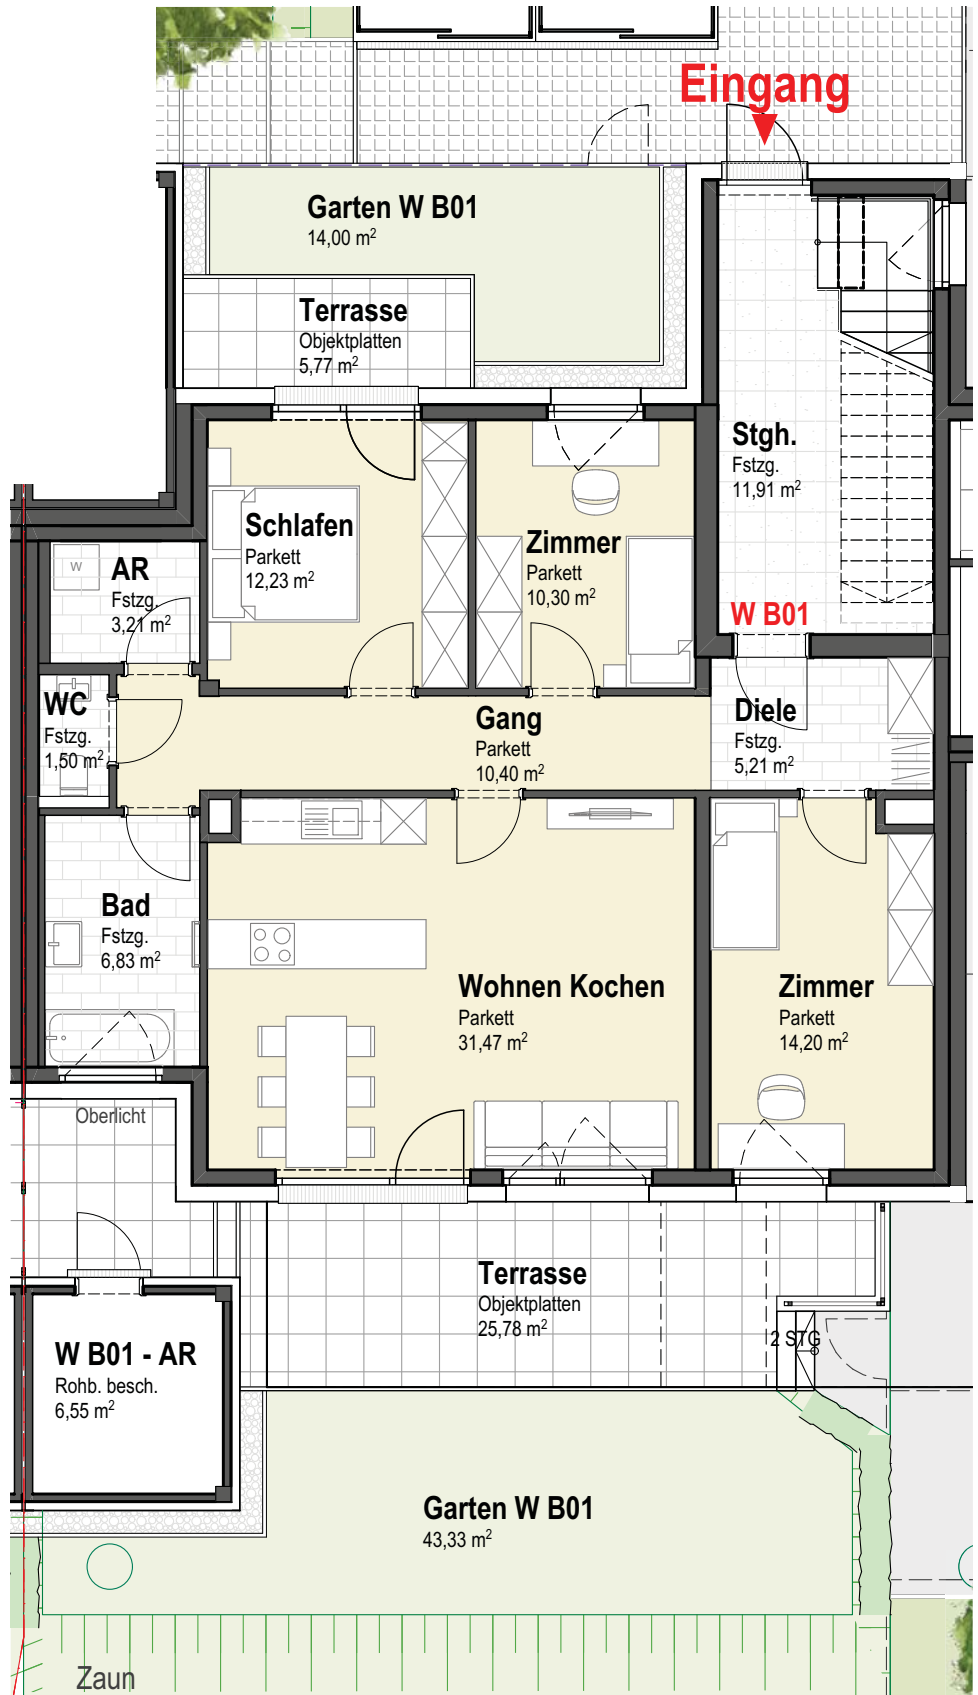 Eingang
Garten W B01
14,00 m²
Terrasse
Objektplatten
5,77 m²
Stgh.
Fstzg.
11,91 m²
Schlafen
Parkett
12,23 m²
Zimmer
Parkett
10,30 m²
W
AR
Fstzg.
3,21 m²
W B01
WC
Fstzg.
1,50 m²
Gang
Parkett
10,40 m²
Diele
Fstzg.
5,21 m²
Bad
Fstzg.
6,83 m²
Wohnen Kochen
Parkett
31,47 m²
Zimmer
Parkett
14,20 m²
Oberlicht
Terrasse
Objektplatten
25,78 m²
2 STG
W B01 - AR
Rohb. besch.
6,55 m²
Garten W B01
43,33 m²
Zaun